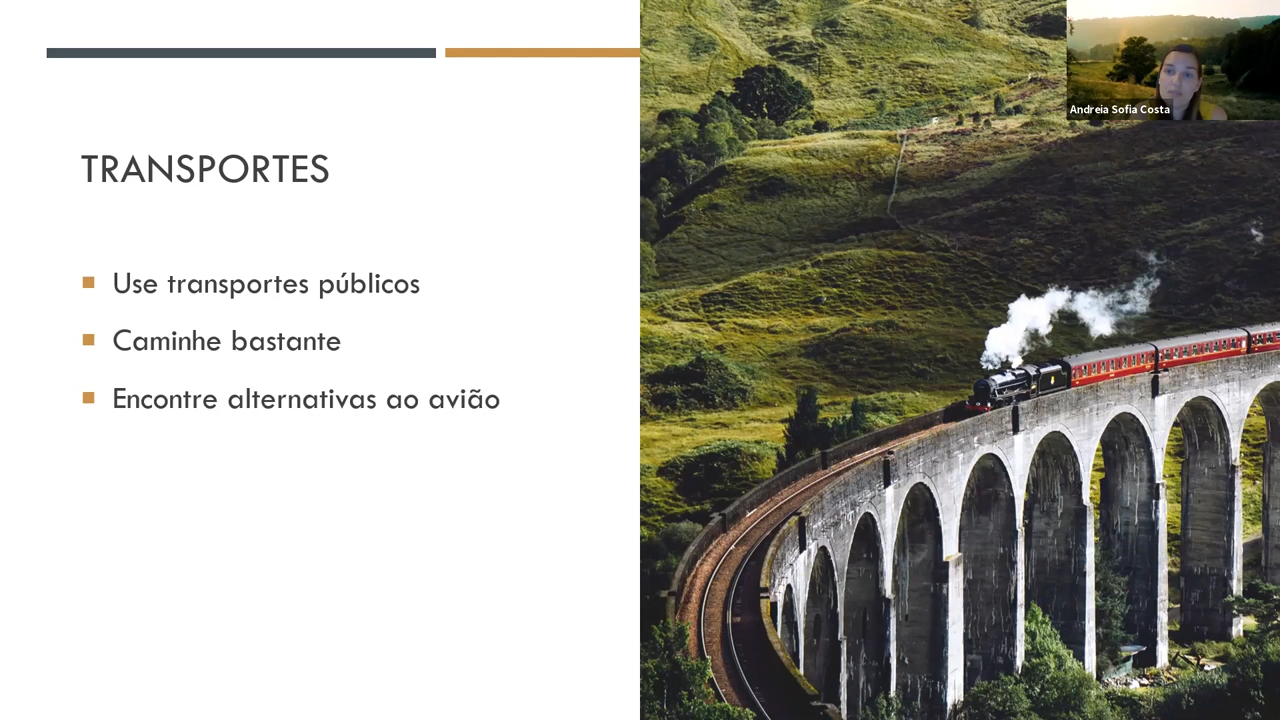 Andreia Sofia Costa
TRANSPORTES
Use transportes públicos
Caminhe bastante
Encontre alternativas ao avião